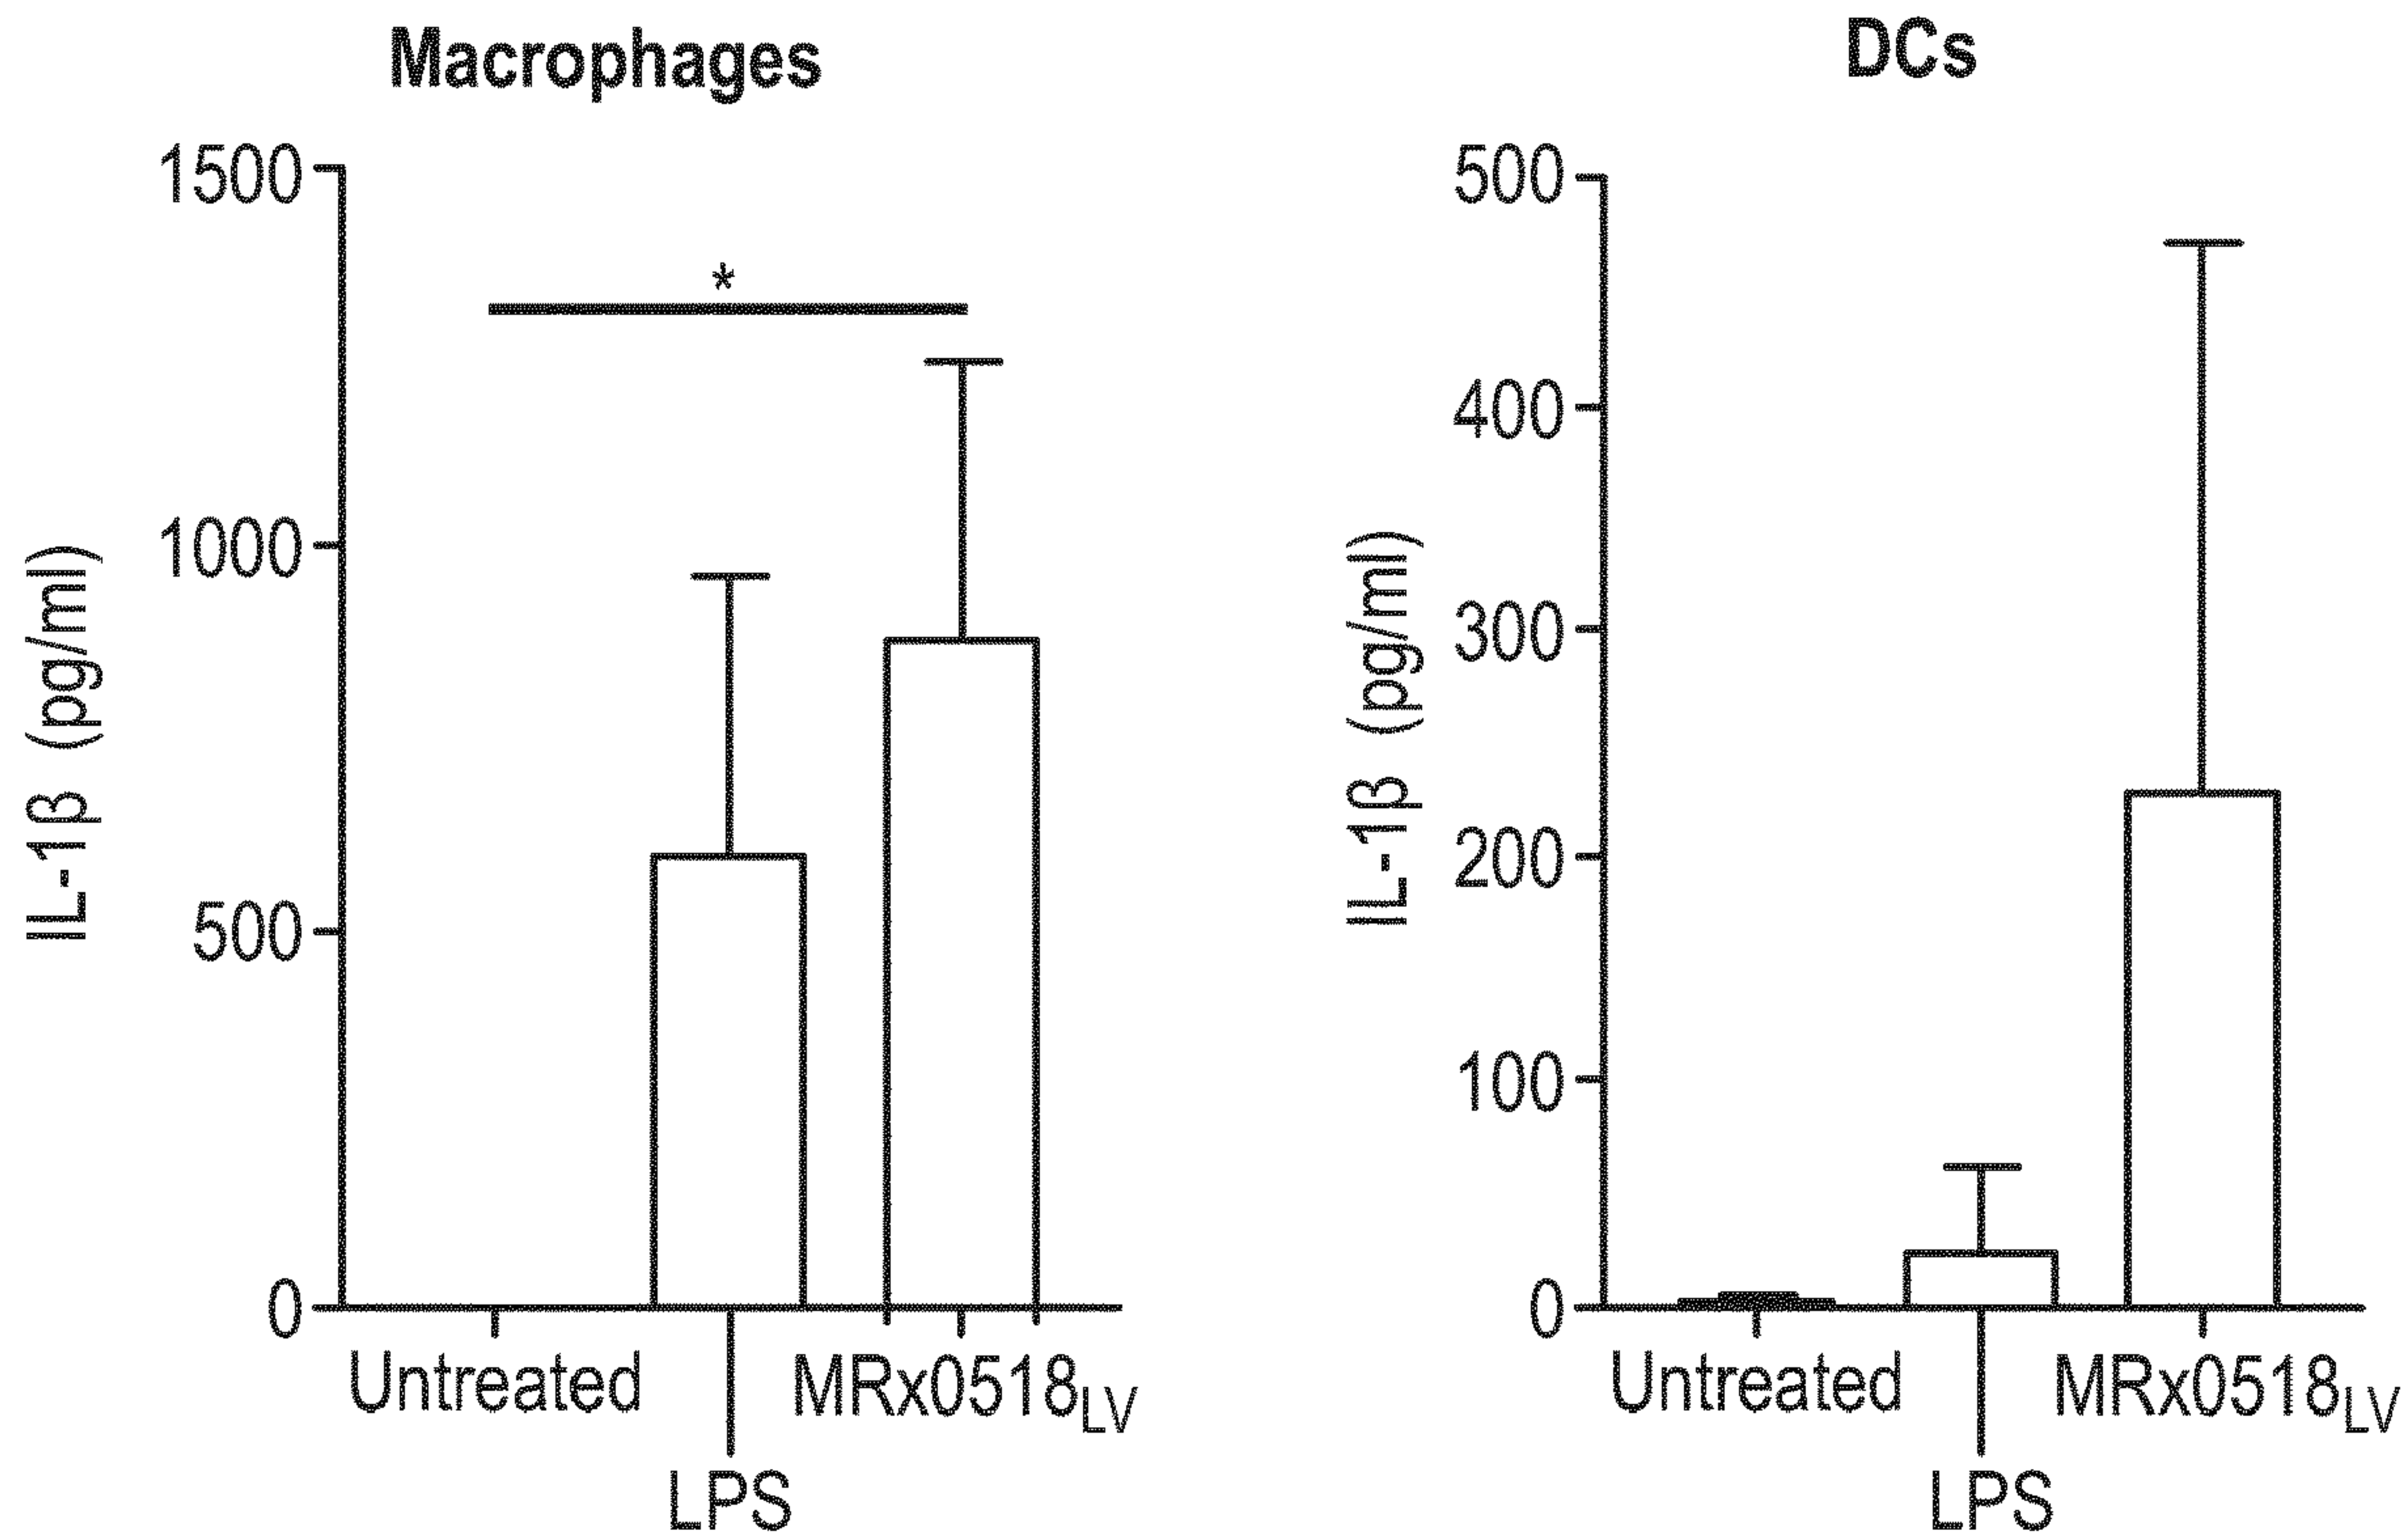 Macrophages
IL-1β (pg/ml)
1500
1000
500
0
*
Untreated
LPS
MRx0518LV
DCs
IL-1β (pg/ml)
500
400
300
200
100
0
Untreated
LPS
MRx0518LV